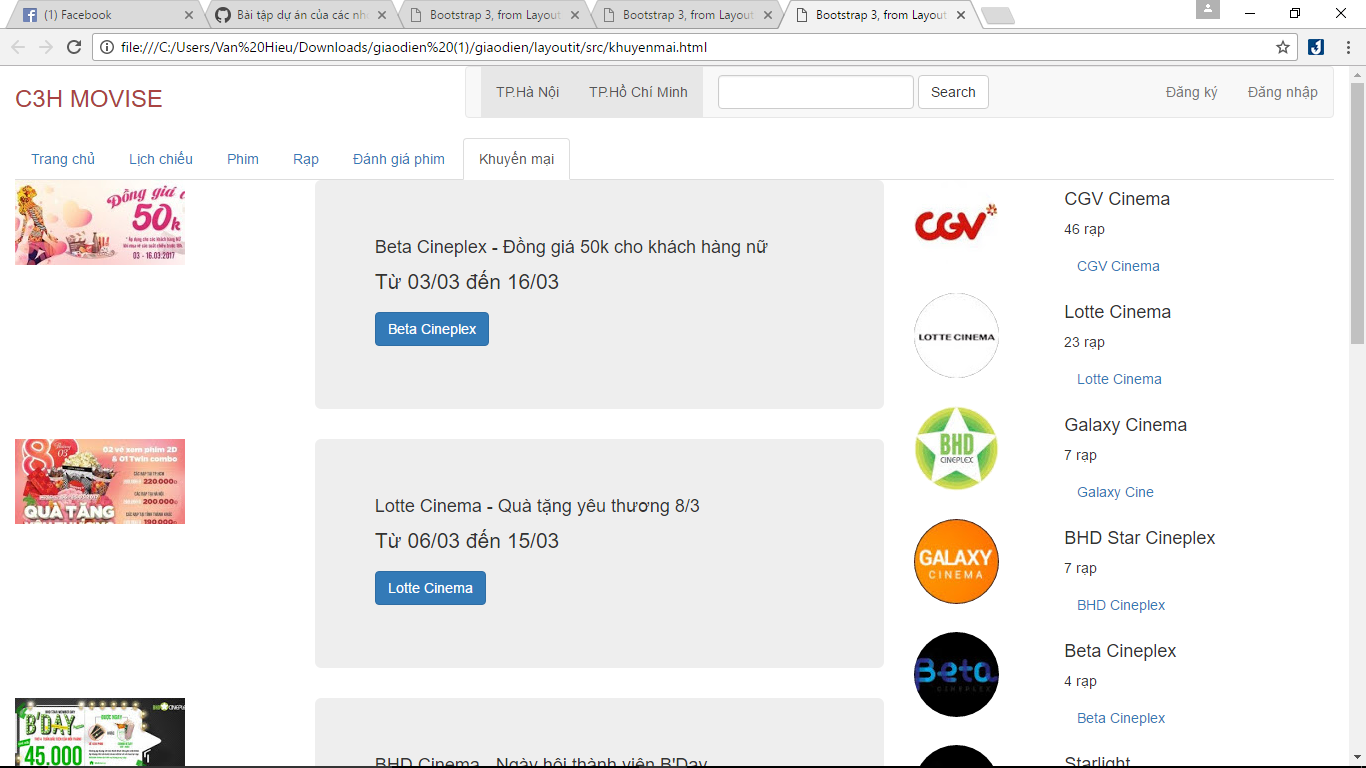 (1) Facebook
Bài tập dự án của các nh
Bootstrap 3, from Layout
Bootstrap 3, from Layout
Bootstrap 3, from Layout
file:///C:/Users/Van%20Hieu/Downloads/giaodien%20(1)/giaodien/layoutit/src/khuyenmai.html
C3H MOVISE
TP.Hà Nội
TP.Hồ Chí Minh
Search
Đăng ký
Đăng nhập
Trang chủ
Lịch chiếu
Phim
Rạp
Đánh giá phim
Khuyến mại
Đồng giá
50k
03 - 16.03.2017
Beta Cineplex - Đồng giá 50k cho khách hàng nữ
Từ 03/03 đến 16/03
Beta Cineplex
02 vé xem phim 2D
& 01 Twin combo
220.000
200.000
190.000
QUÀ TẶNG
Lotte Cinema - Quà tặng yêu thương 8/3
Từ 06/03 đến 15/03
Lotte Cinema
B'DAY
45.000
BHD Cinema - Ngày hội thành viên B'Day
CGV
CGV Cinema
46 rạp
CGV Cinema
LOTTE CINEMA
Lotte Cinema
23 rạp
Lotte Cinema
BHD
CINEPLEX
Galaxy Cinema
7 rạp
Galaxy Cine
GALAXY
CINEMA
BHD Star Cineplex
7 rạp
BHD Cineplex
Beta
CINEPLEX
Beta Cineplex
4 rạp
Beta Cineplex
Starlight